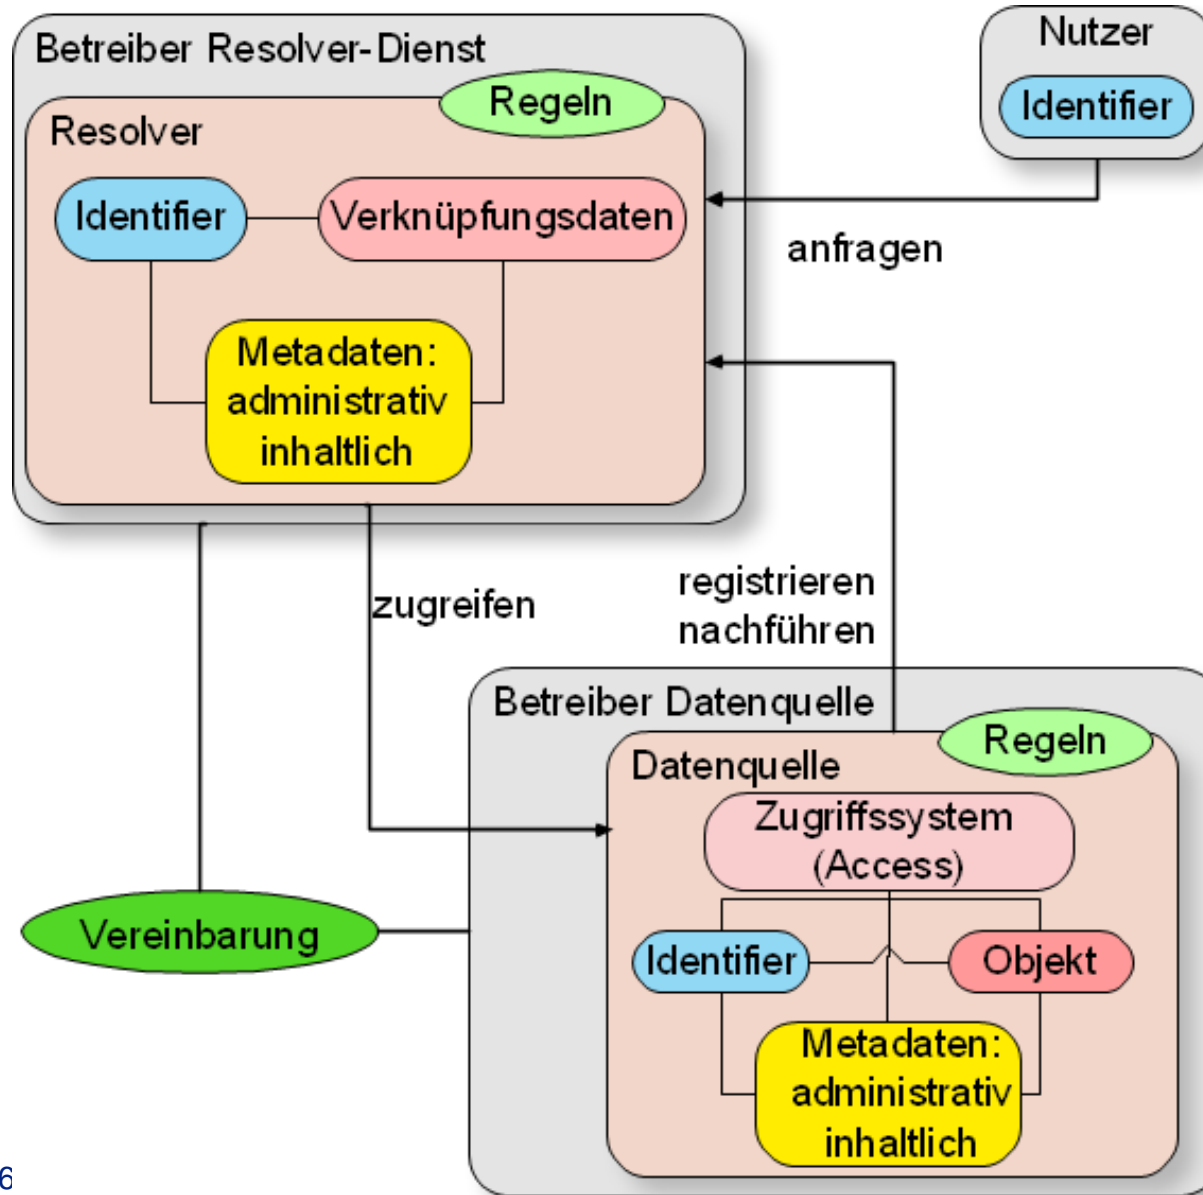 Betreiber Resolver-Dienst
Regeln
Resolver
Identifier
Verknüpfungsdaten
Metadaten:
administrativ
inhaltlich
Nutzer
Identifier
anfragen
zugreifen
registrieren
nachführen
Vereinbarung
Betreiber Datenquelle
Regeln
Datenquelle
Zugriffssystem
(Access)
Identifier
Objekt
Metadaten:
administrativ
inhaltlich
6